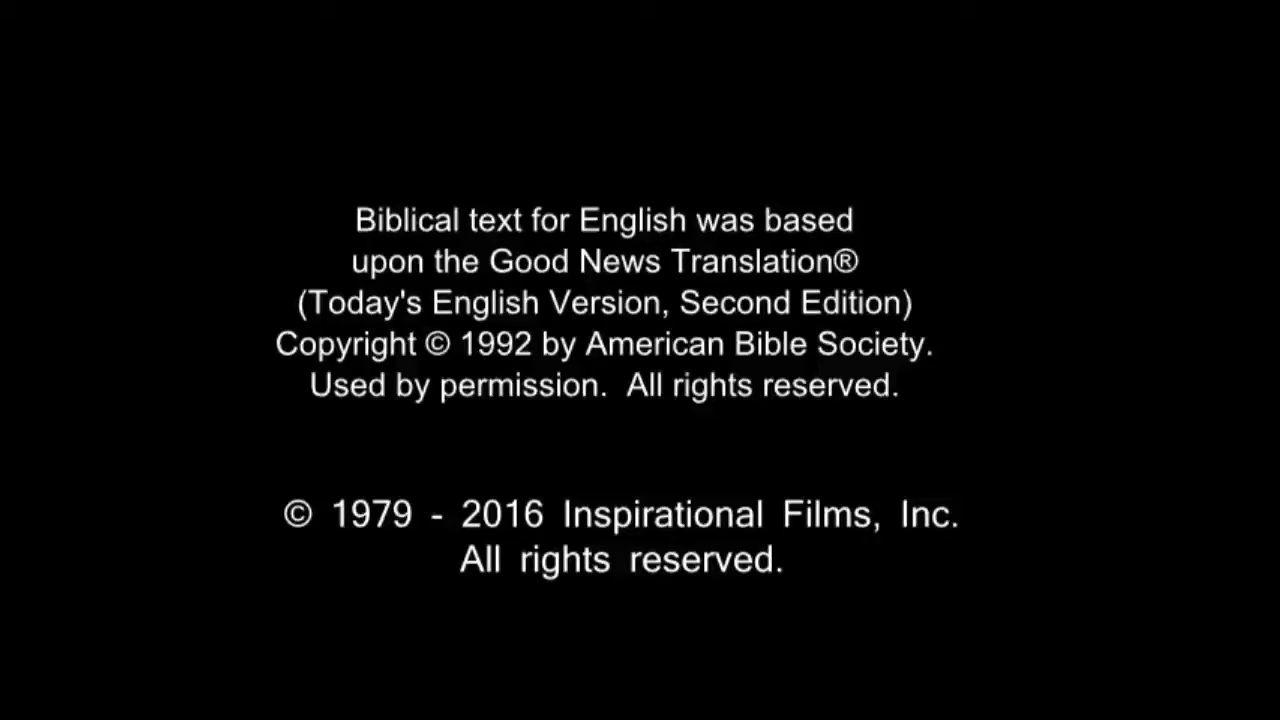 Biblical text for English was based
upon the Good News Translation®
(Today's English Version, Second Edition)
Copyright © 1992 by American Bible Society.
Used by permission.  All rights reserved.
© 1979 - 2016 Inspirational Films, Inc.
All rights reserved.